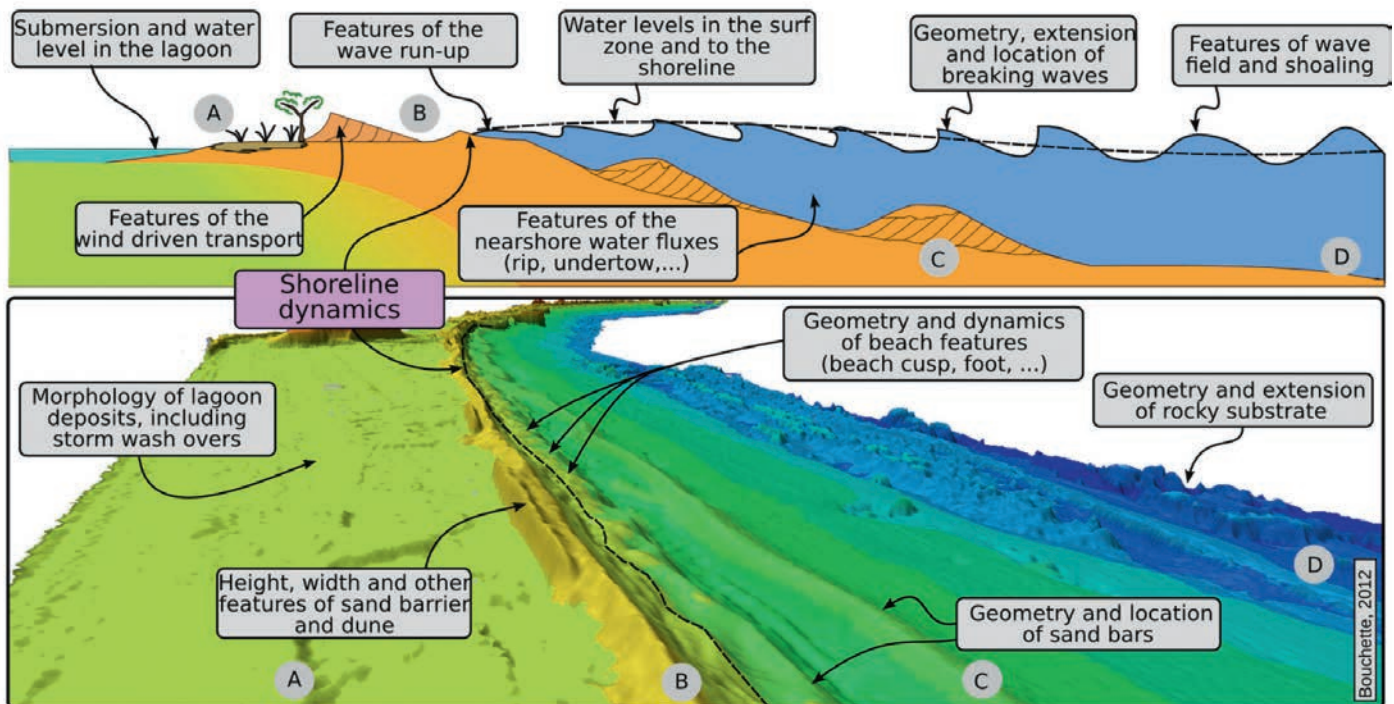 Submersion and water
level in the lagoon
Features of the
wave run-up
Water levels in the surf
zone and to the
shoreline
Geometry, extension
and location of
breaking waves
Features of wave
field and shoaling
A
B
Features of the
wind driven transport
Features of the
nearshore water fluxes
(rip, undertow,...)
C
D
Shoreline
dynamics
Geometry and dynamics
of beach features
(beach cusp, foot, ...)
Geometry and extension
of rocky substrate
Morphology of lagoon
deposits, including
storm wash overs
Height, width and other
features of sand barrier
and dune
Geometry and location
of sand bars
A
B
C
D
Bouchette, 2012